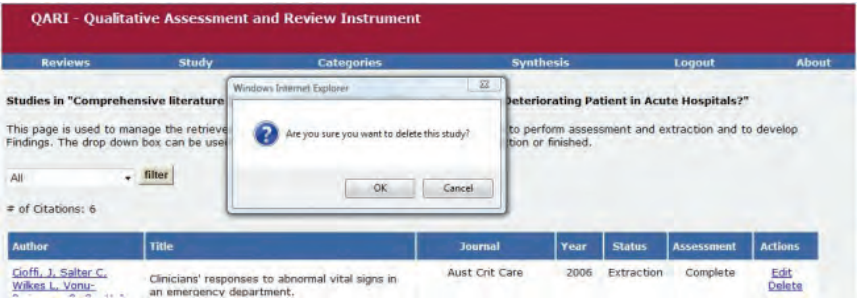 QARI - Qualitative Assessment and Review Instrument
Reviews Study Categories Synthesis Logout About
Windows Internet Explorer
Studies in "Comprehensive literature Deteriorating Patient in Acute Hospitals?"
This page is used to manage the retrieve to perform assessment and extraction and to develop
Are you sure you want to delete this study?
Findings. The drop down box can be use tion or finished.
All filter
OK Cancel
# of Citations: 6
Author Title Journal Year Status Assessment Actions
Cioffi, J, Salter C, Clinicians' responses to abnormal vital signs in Aust Crit Care 2006 Extraction Complete Edit
Wilkes L, Vonu- an emergency department. Delete